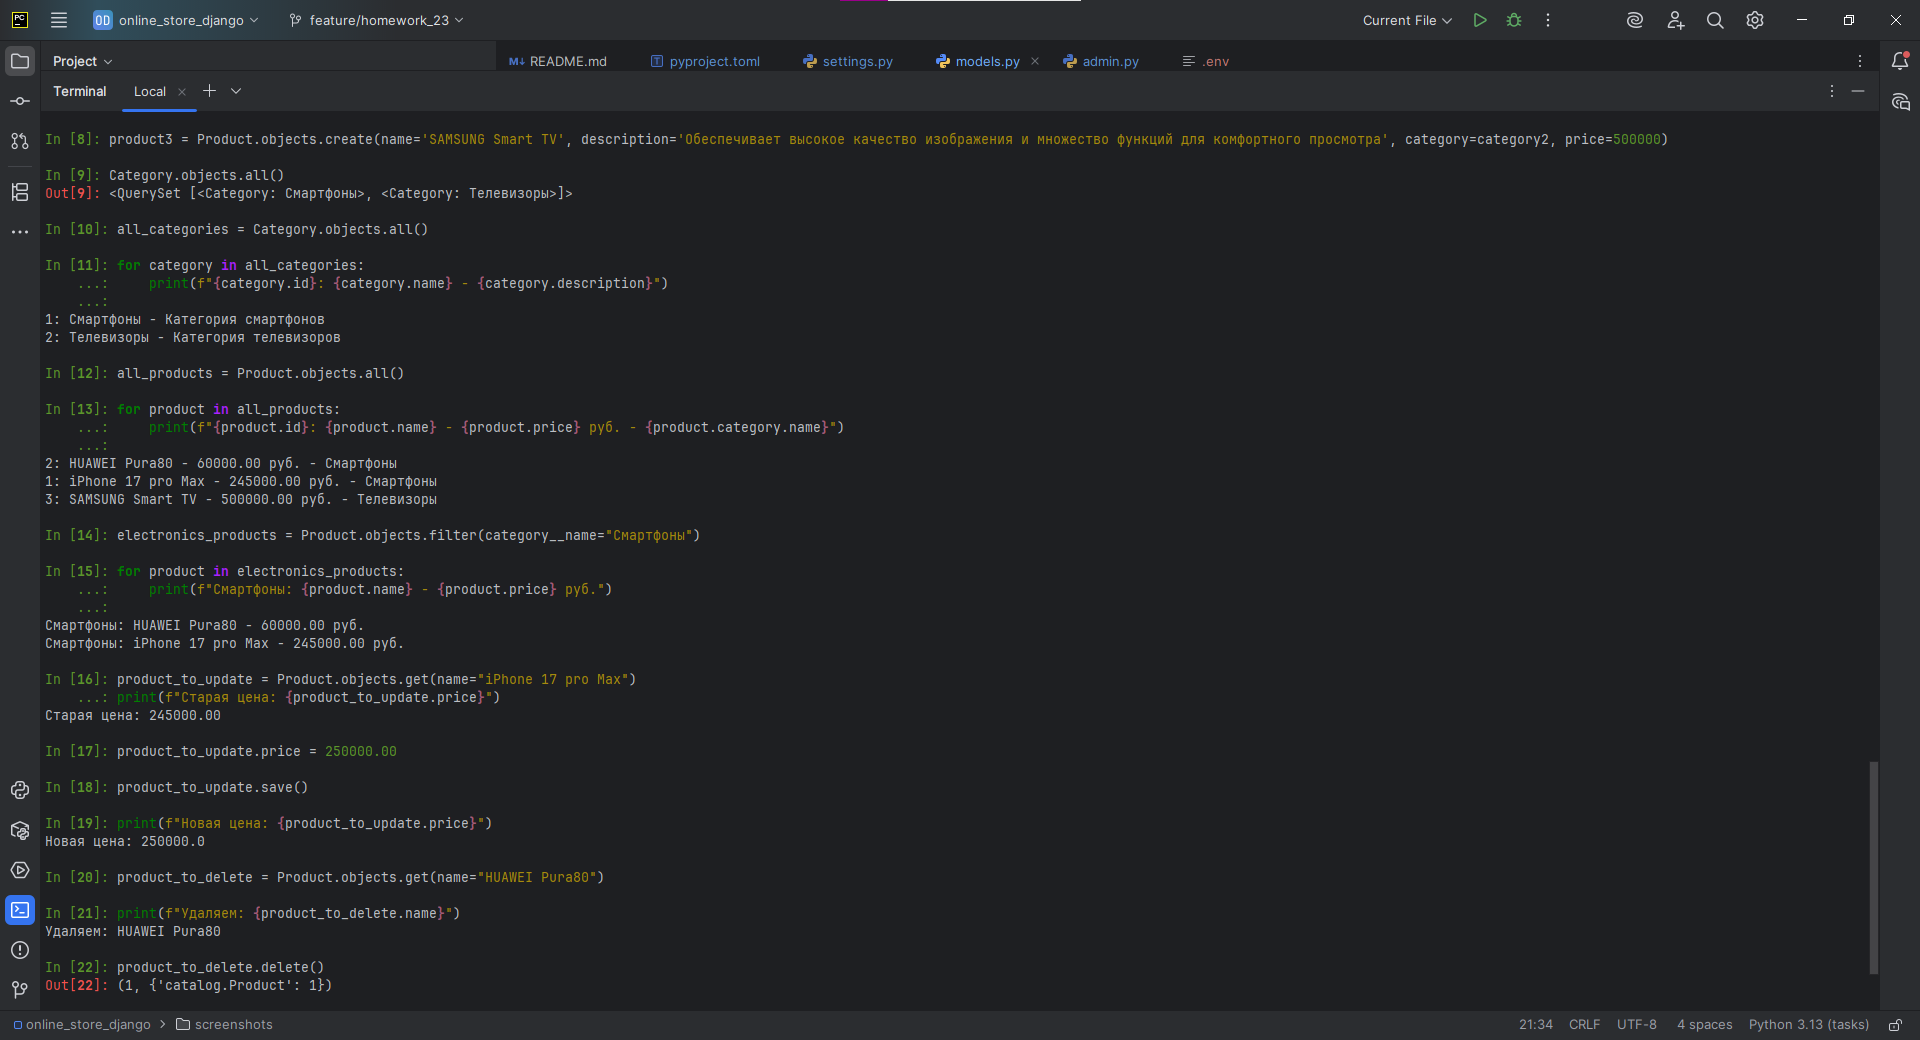 PC
OD online_store_django
feature/homework_23
Current File
Project
M↓ README.md
T pyproject.toml
settings.py
models.py
admin.py
.env
Terminal
Local
In [8]: product3 = Product.objects.create(name='SAMSUNG Smart TV', description='Обеспечивает высокое качество изображения и множество функций для комфортного просмотра', category=category2, price=500000)
In [9]: Category.objects.all()
Out[9]: <QuerySet [<Category: Смартфоны>, <Category: Телевизоры>]>
In [10]: all_categories = Category.objects.all()
In [11]: for category in all_categories:
...:     print(f"{category.id}: {category.name} - {category.description}")
...:
1: Смартфоны - Категория смартфонов
2: Телевизоры - Категория телевизоров
In [12]: all_products = Product.objects.all()
In [13]: for product in all_products:
...:     print(f"{product.id}: {product.name} - {product.price} руб. - {product.category.name}")
...:
2: HUAWEI Pura80 - 60000.00 руб. - Смартфоны
1: iPhone 17 pro Max - 245000.00 руб. - Смартфоны
3: SAMSUNG Smart TV - 500000.00 руб. - Телевизоры
In [14]: electronics_products = Product.objects.filter(category__name="Смартфоны")
In [15]: for product in electronics_products:
...:     print(f"Смартфоны: {product.name} - {product.price} руб.")
...:
Смартфоны: HUAWEI Pura80 - 60000.00 руб.
Смартфоны: iPhone 17 pro Max - 245000.00 руб.
In [16]: product_to_update = Product.objects.get(name="iPhone 17 pro Max")
...: print(f"Старая цена: {product_to_update.price}")
Старая цена: 245000.00
In [17]: product_to_update.price = 250000.00
In [18]: product_to_update.save()
In [19]: print(f"Новая цена: {product_to_update.price}")
Новая цена: 250000.0
In [20]: product_to_delete = Product.objects.get(name="HUAWEI Pura80")
In [21]: print(f"Удаляем: {product_to_delete.name}")
Удаляем: HUAWEI Pura80
In [22]: product_to_delete.delete()
Out[22]: (1, {'catalog.Product': 1})
online_store_django > screenshots
21:34 CRLF UTF-8 4 spaces Python 3.13 (tasks)